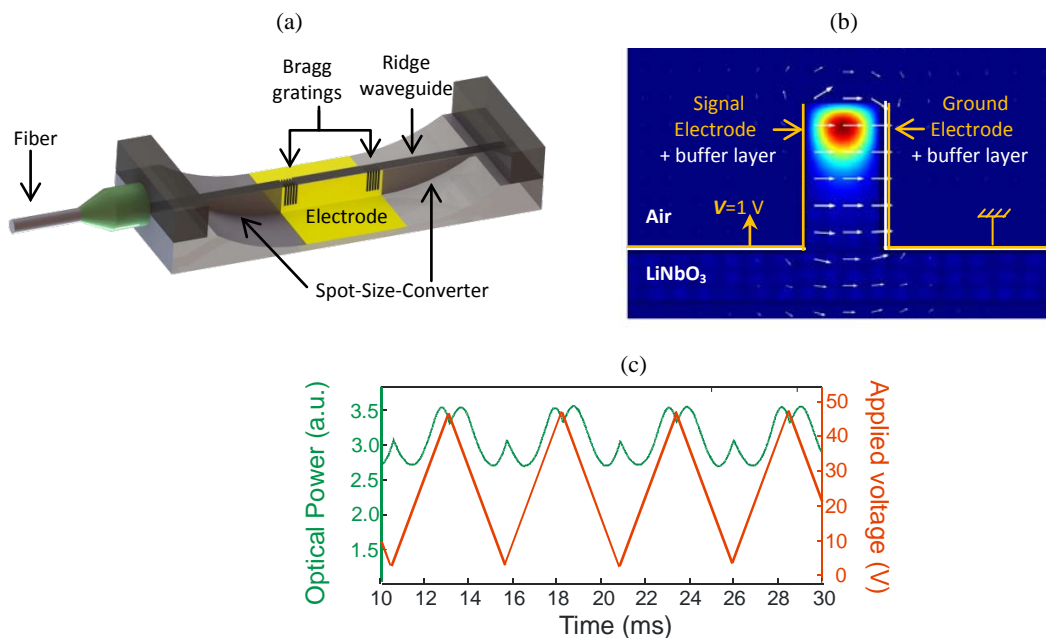 (a)
Bragg
gratings
Ridge
waveguide
Fiber
Electrode
Spot-Size-Converter
(b)
Signal
Electrode
+ buffer layer
Ground
Electrode
+ buffer layer
Air
V=1 V
LiNbO₃
(c)
Optical Power (a.u.)
3.5
3.0
2.5
2.0
1.5
50
40
30
20
10
0
Applied voltage (V)
10 12 14 16 18 20 22 24 26 28 30
Time (ms)